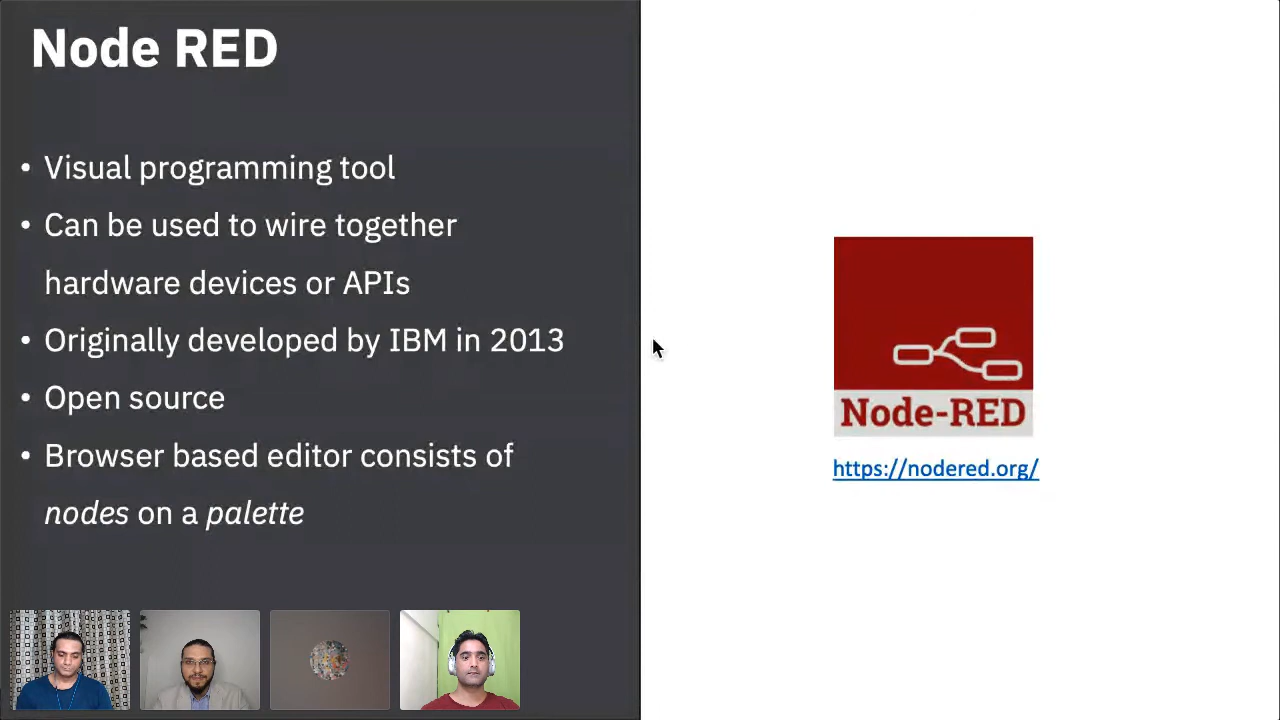 Node RED
• Visual programming tool
• Can be used to wire together
hardware devices or APIs
• Originally developed by IBM in 2013
• Open source
• Browser based editor consists of
nodes on a palette
Node-RED
https://nodered.org/